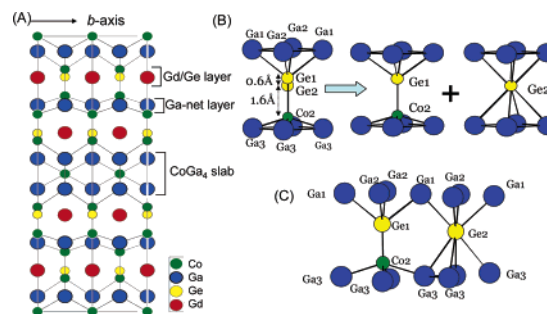 (A)
b-axis
Gd/Ge layer
Ga-net layer
CoGa₄ slab
Co
Ga
Ge
Gd
(B)
Ga2
Ga1 Ga2 Ga1
0.6Å
Ge1
Ge2
1.6Å
Co2
Ga3 Ga3 Ga3
Ge1
Co2
+
Ge2
(C)
Ga2 Ga1 Ga2
Ga1 Ga1
Ge1
Ge2
Co2
Ga3
Ga3 Ga3 Ga3
Ga3